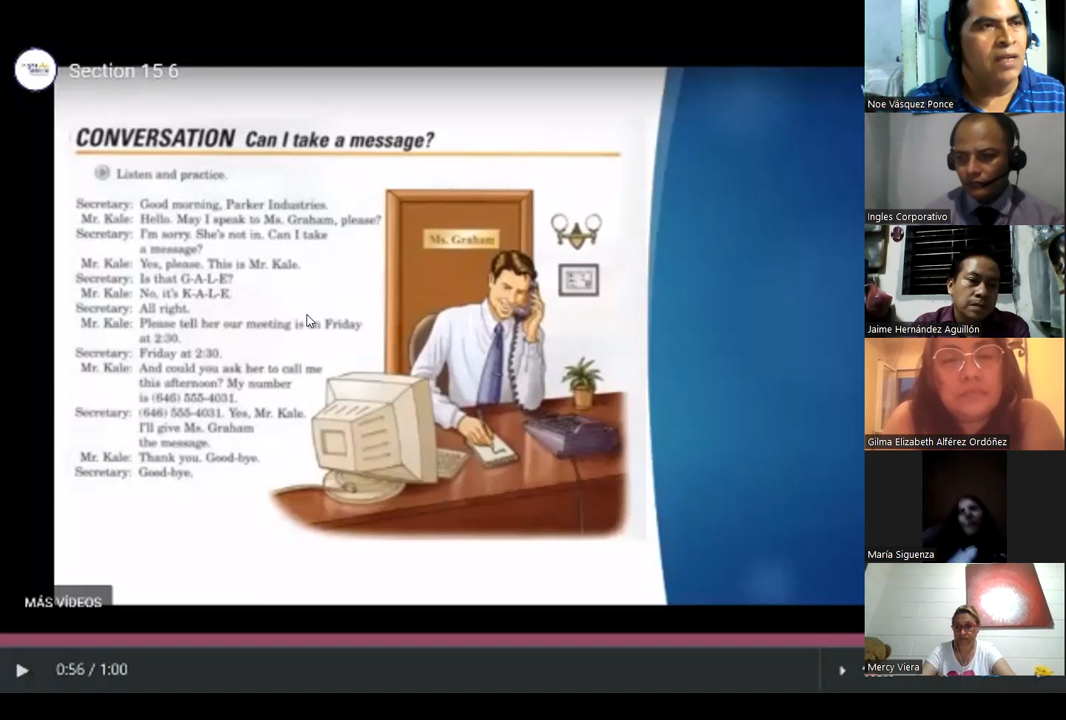 Section 15 6
CONVERSATION Can I take a message?
Listen and practice.
Secretary: Good morning, Parker Industries.
Mr. Kale: Hello. May I speak to Ms. Graham, please?
Secretary: I'm sorry. She's not in. Can I take
a message?
Mr. Kale: Yes, please. This is Mr. Kale.
Secretary: Is that G-A-L-E?
Mr. Kale: No, it's K-A-L-E.
Secretary: All right.
Mr. Kale: Please tell her our meeting is Friday
at 2:30.
Secretary: Friday at 2:30.
Mr. Kale: And could you ask her to call me
this afternoon? My number
is (646) 555-4031.
Secretary: (646) 555-4031. Yes, Mr. Kale.
I'll give Ms. Graham
the message.
Mr. Kale: Thank you. Good-bye.
Secretary: Good-bye.
Ms. Graham
MÁS VÍDEOS
0:56 / 1:00
Noe Vásquez Ponce
Ingles Corporativo
Jaime Hernández Aguillón
Gilma Elizabeth Alférez Ordóñez
María Siguenza
Mercy Viera